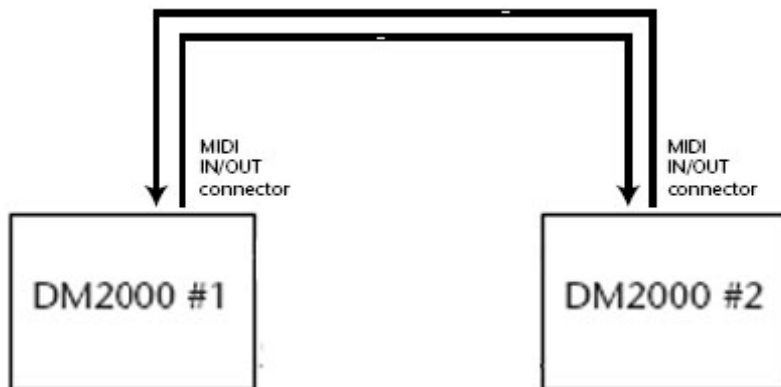 MIDI
IN/OUT
connector
MIDI
IN/OUT
connector
DM2000 #1
DM2000 #2